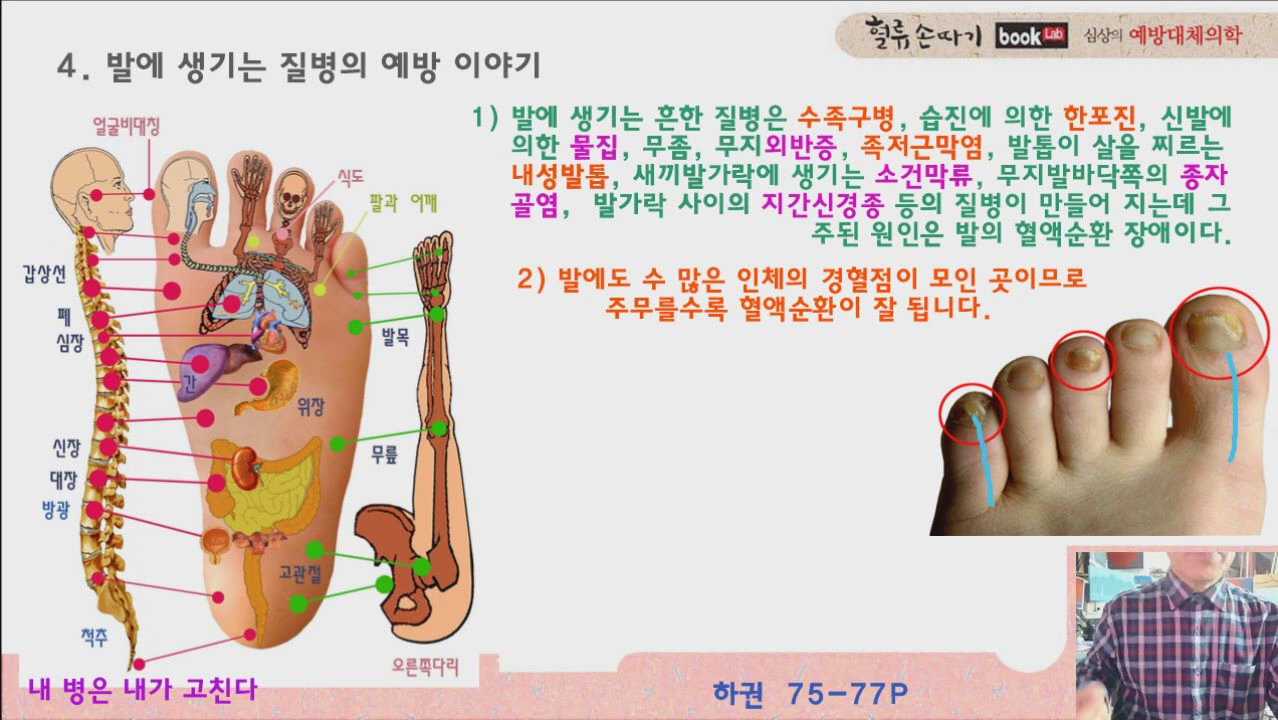 혈류 손따기 book Lab 심상의 예방대체의학
4. 발에 생기는 질병의 예방 이야기
1) 발에 생기는 흔한 질병은 수족구병, 습진에 의한 한포진, 신발에
의한 물집, 무좀, 무지외반증, 족저근막염, 발톱이 살을 찌르는
내성발톱, 새끼발가락에 생기는 소건막류, 무지발바닥쪽의 종자
골염, 발가락 사이의 지간신경종 등의 질병이 만들어 지는데 그
주된 원인은 발의 혈액순환 장애이다.
2) 발에도 수 많은 인체의 경혈점이 모인 곳이므로
주무를수록 혈액순환이 잘 됩니다.
얼굴비대칭
식도
팔과 어깨
갑상선
폐
심장
발목
간
위장
신장
무릎
대장
방광
고관절
척추
오른쪽다리
내 병은 내가 고친다
하권 75-77P